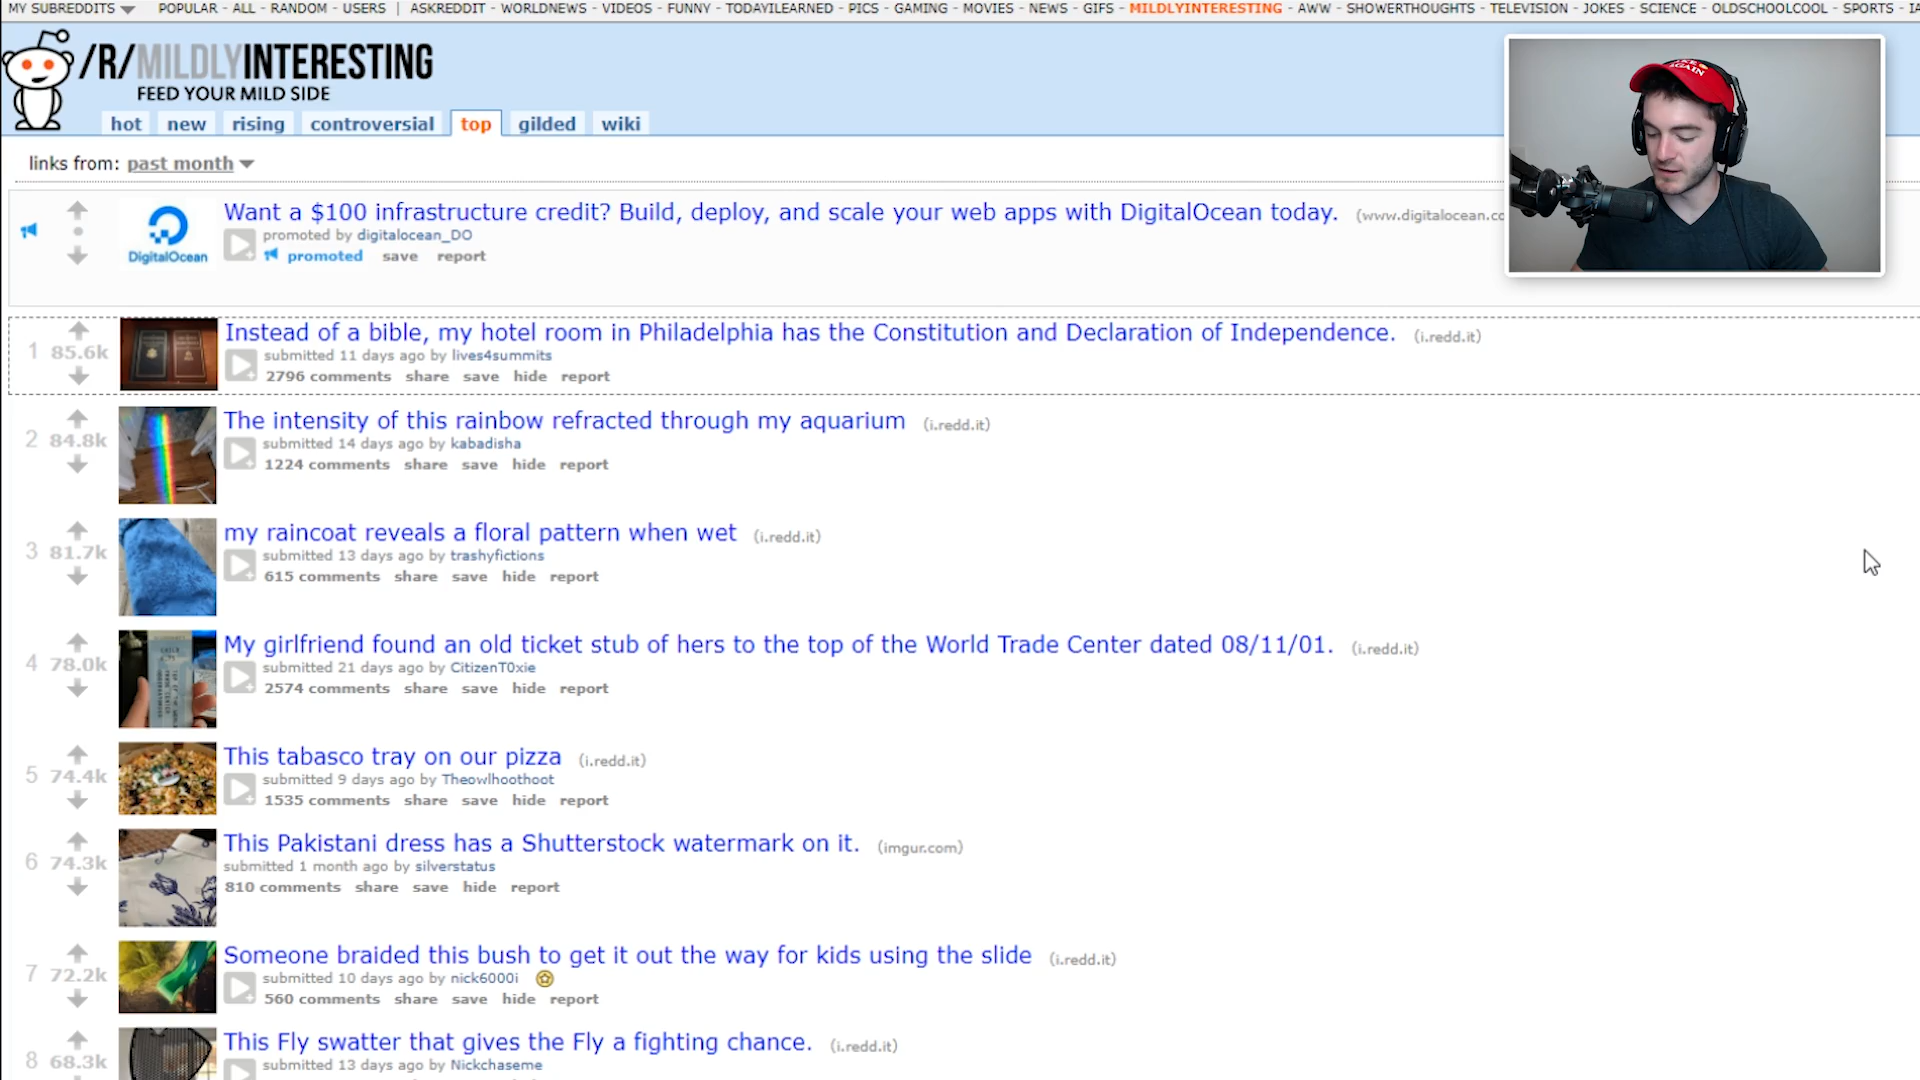 MY SUBREDDITS POPULAR - ALL - RANDOM - USERS | ASKREDDIT - WORLDNEWS - VIDEOS - FUNNY - TODAYILEARNED - PICS - GAMING - MOVIES - NEWS - GIFS - MILDLYINTERESTING - AWW - SHOWERTHOUGHTS - TELEVISION - JOKES - SCIENCE - OLDSCHOOLCOOL - SPORTS -
/R/MILDLYINTERESTING
FEED YOUR MILD SIDE
hot new rising controversial top gilded wiki
AGAIN
links from: past month
Want a $100 infrastructure credit? Build, deploy, and scale your web apps with DigitalOcean today. (www.digitalocean.co
promoted by digitalocean_DO
DigitalOcean
promoted save report
1 85.6k
Instead of a bible, my hotel room in Philadelphia has the Constitution and Declaration of Independence. (i.redd.it)
submitted 11 days ago by lives4summits
2796 comments share save hide report
2 84.8k
The intensity of this rainbow refracted through my aquarium (i.redd.it)
submitted 14 days ago by kabadisha
1224 comments share save hide report
3 81.7k
my raincoat reveals a floral pattern when wet (i.redd.it)
submitted 13 days ago by trashyfictions
615 comments share save hide report
4 78.0k
My girlfriend found an old ticket stub of hers to the top of the World Trade Center dated 08/11/01. (i.redd.it)
submitted 21 days ago by CitizenT0xie
2574 comments share save hide report
5 74.4k
This tabasco tray on our pizza (i.redd.it)
submitted 9 days ago by Theowlhoothoot
1535 comments share save hide report
6 74.3k
This Pakistani dress has a Shutterstock watermark on it. (imgur.com)
submitted 1 month ago by silverstatus
810 comments share save hide report
7 72.2k
Someone braided this bush to get it out the way for kids using the slide (i.redd.it)
submitted 10 days ago by nick6000i
560 comments share save hide report
8 68.3k
This Fly swatter that gives the Fly a fighting chance. (i.redd.it)
submitted 13 days ago by Nickchaseme